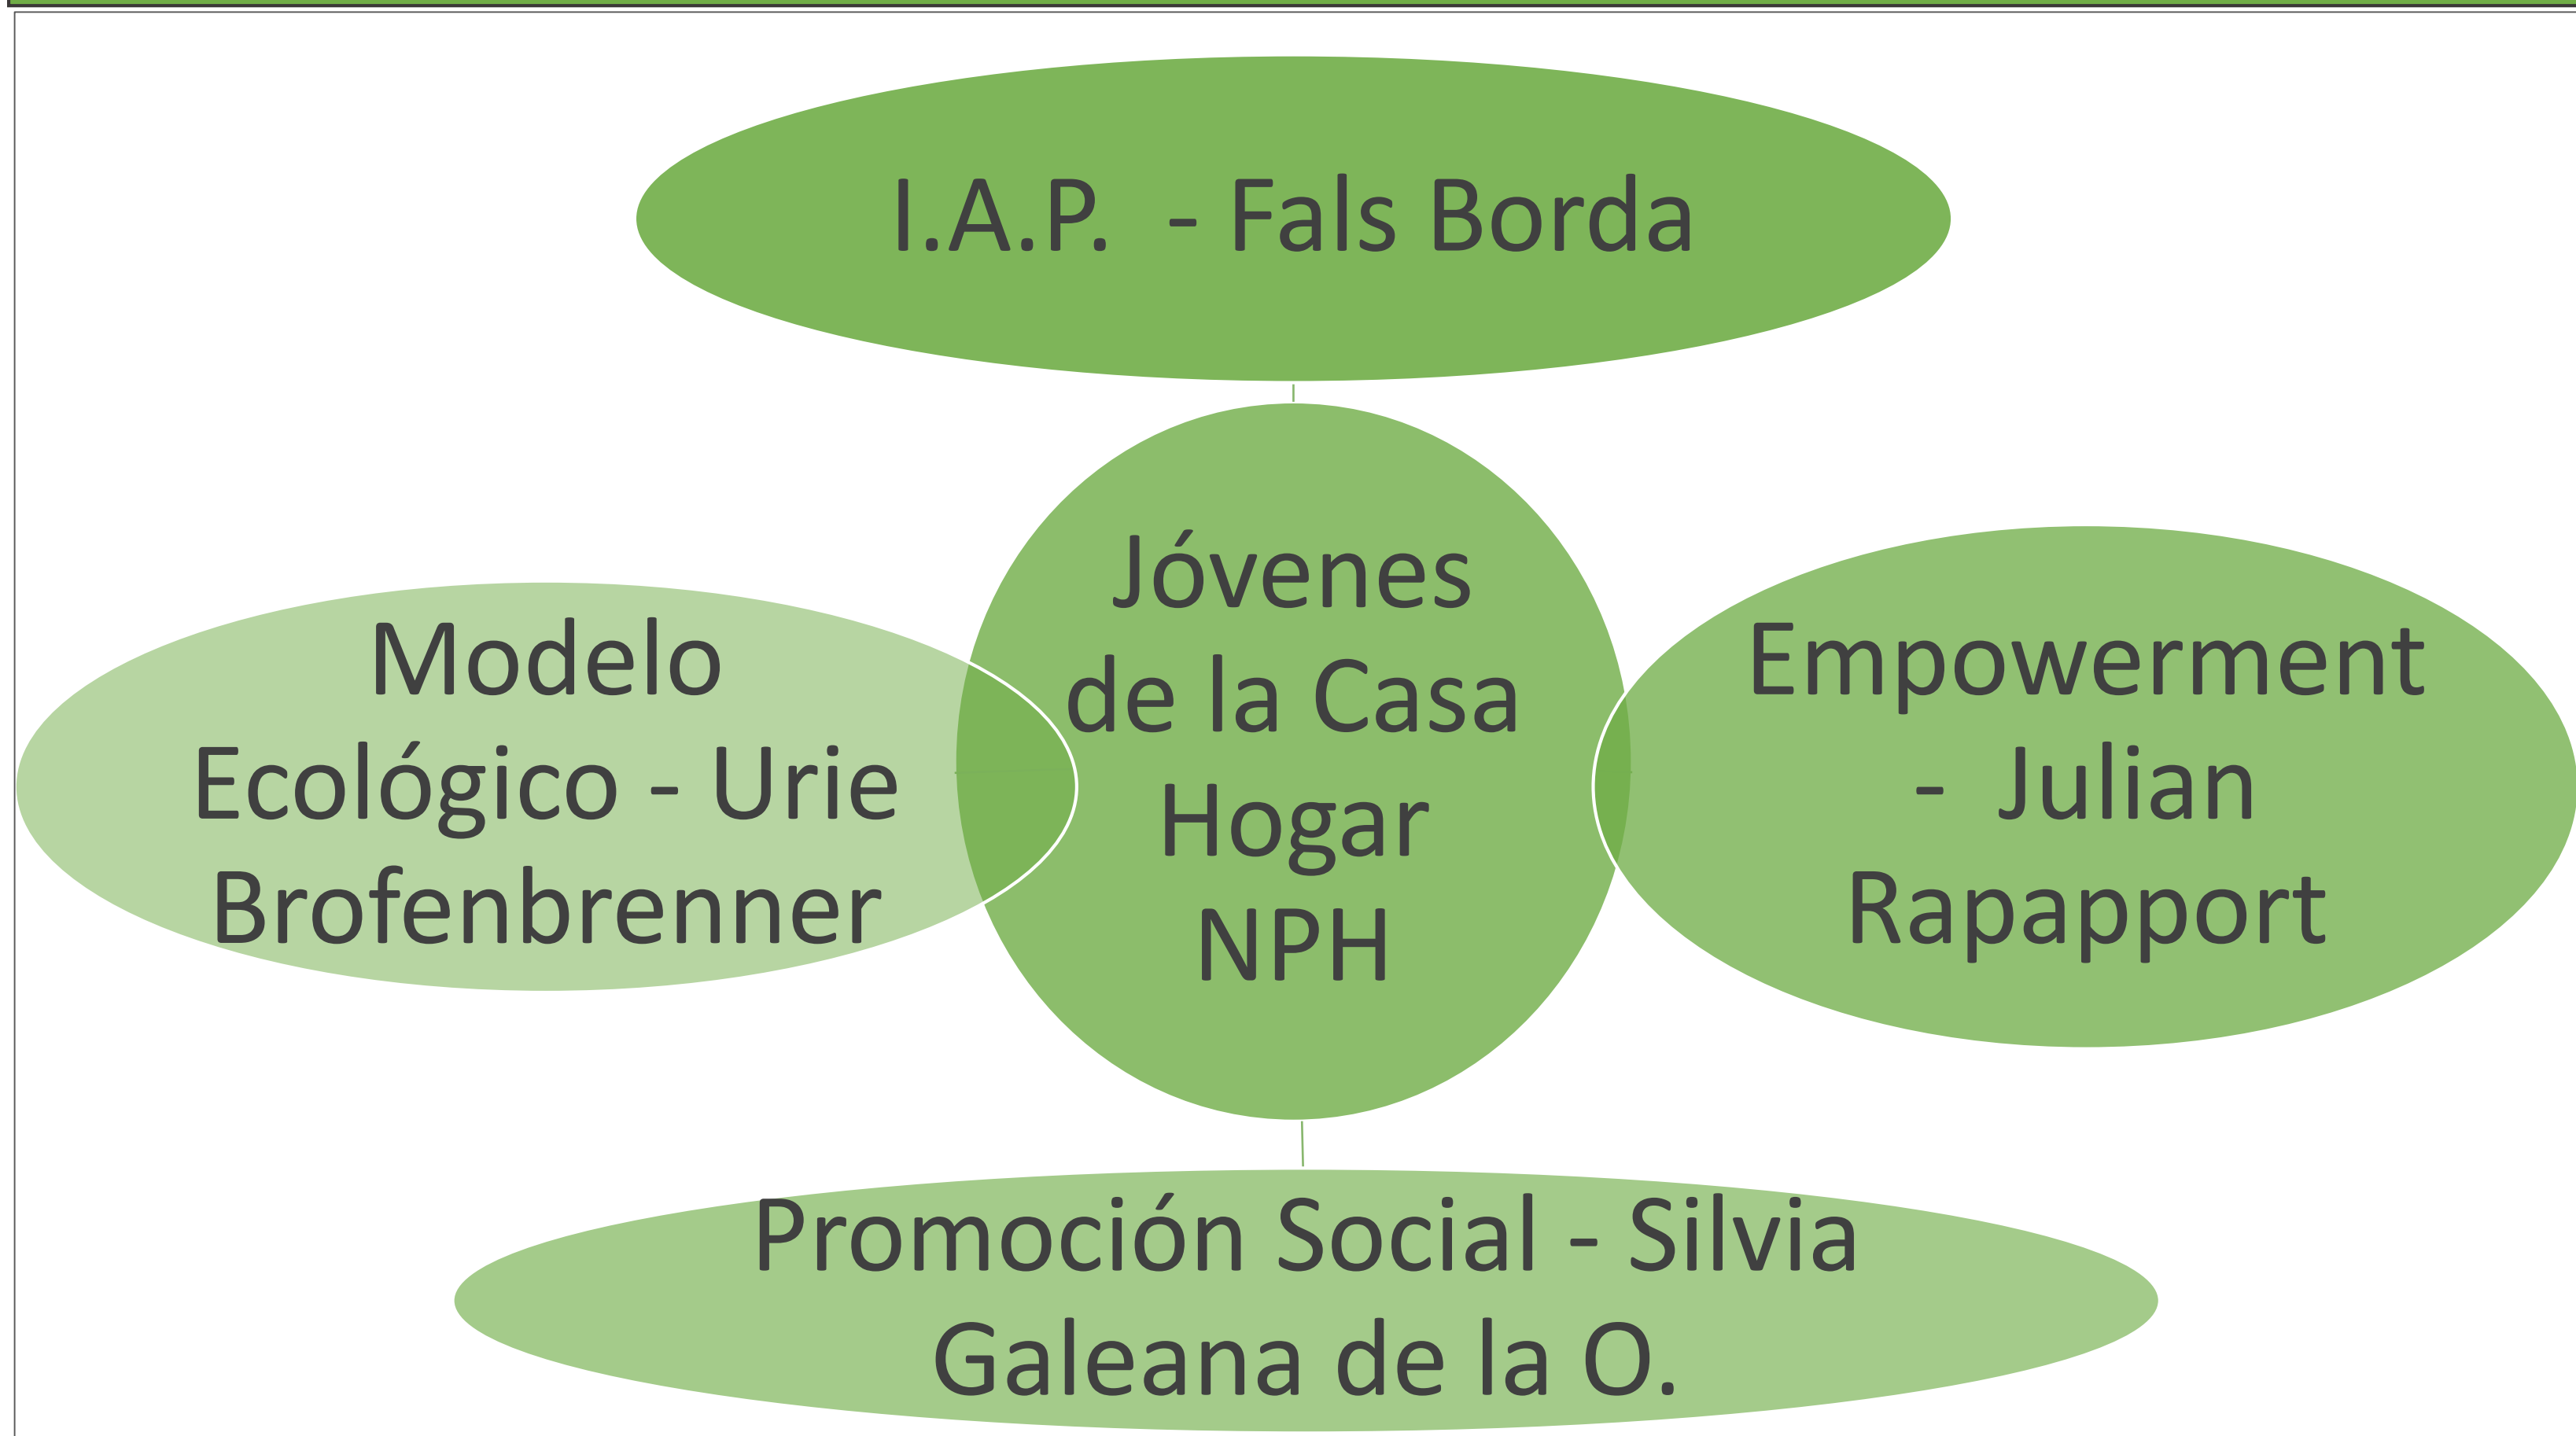 I.A.P. - Fals Borda
Jóvenes
de la Casa
Hogar
NPH
Modelo
Ecológico - Urie
Brofenbrenner
Empowerment
- Julian
Rapapport
Promoción Social - Silvia
Galeana de la O.